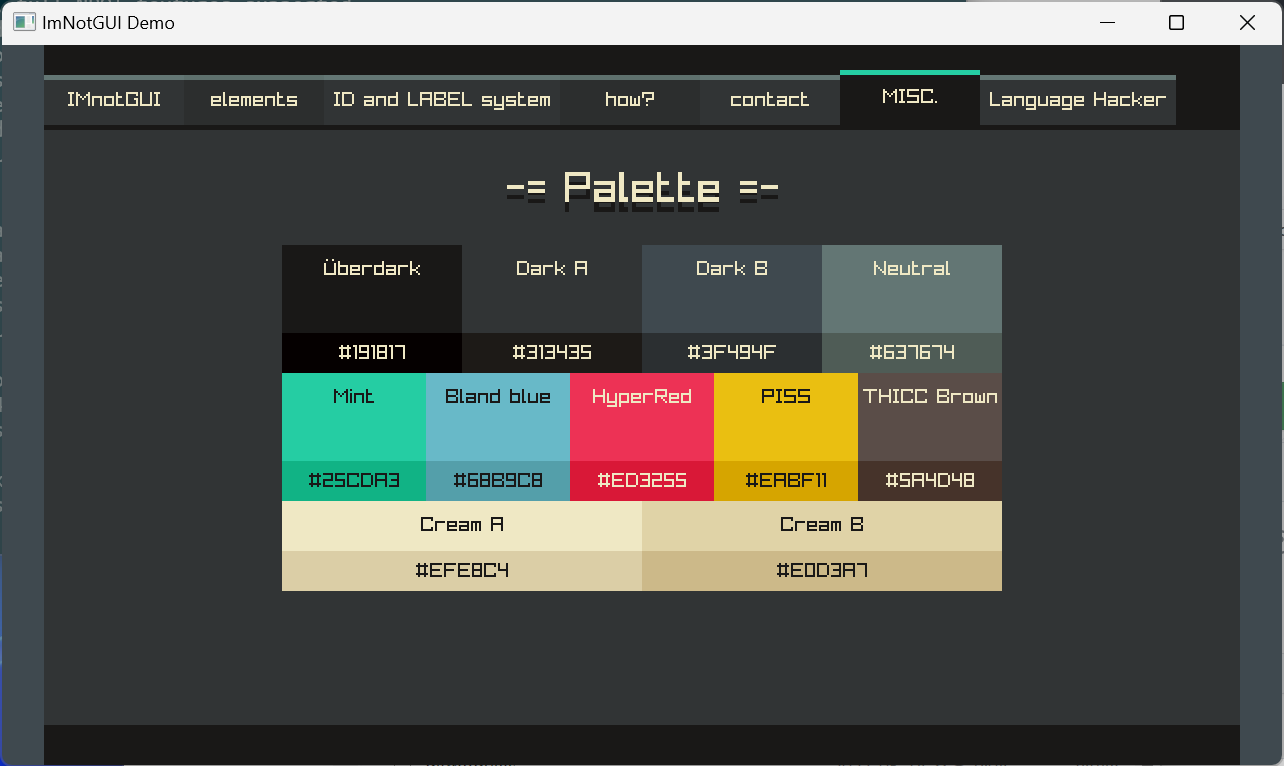 ImNotGUI Demo
IMnotGUI elements ID and LABEL system how? contact MISC. Language Hacker
-= Palette =-
Überdark Dark A Dark B Neutral
#191817 #313435 #3F494F #637674
Mint Bland blue HyperRed PISS THICC Brown
#25CDA3 #68B9C8 #ED3255 #EABF11 #5A4D48
Cream A Cream B
#EFE8C4 #E0D3A7